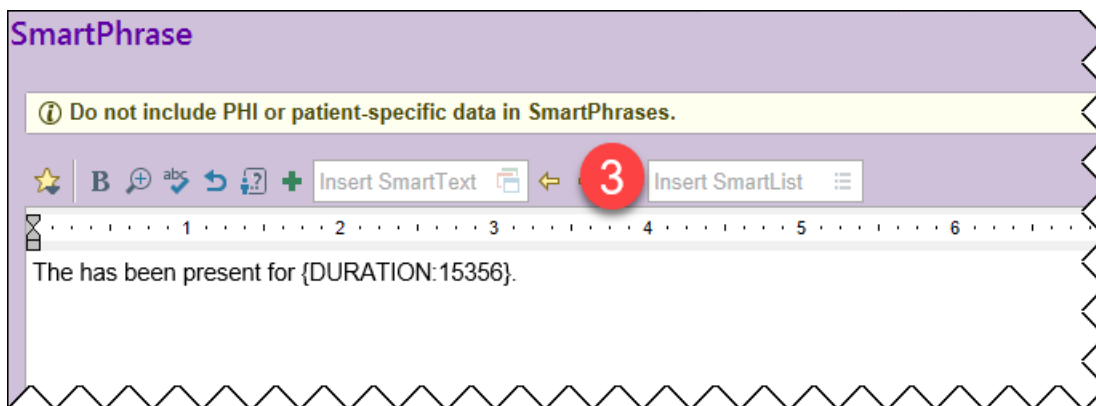 SmartPhrase
Do not include PHI or patient-specific data in SmartPhrases.
B abc Insert SmartText 3 Insert SmartList
1 2 3 4 5 6
The has been present for {DURATION:15356}.